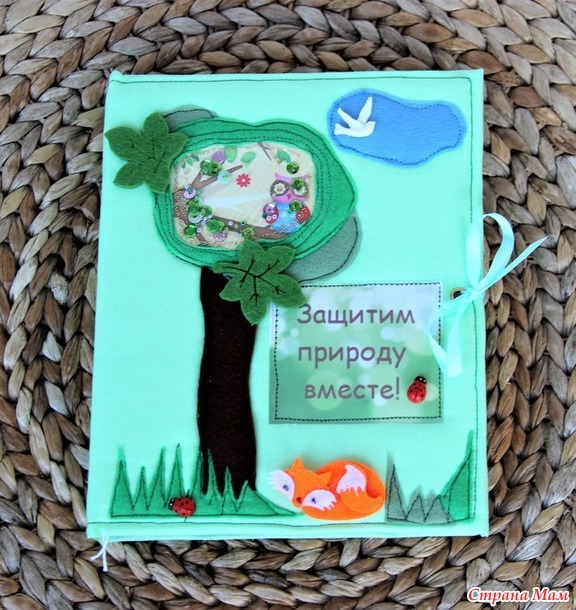 Защитим
природу
вместе!
Страна Мам